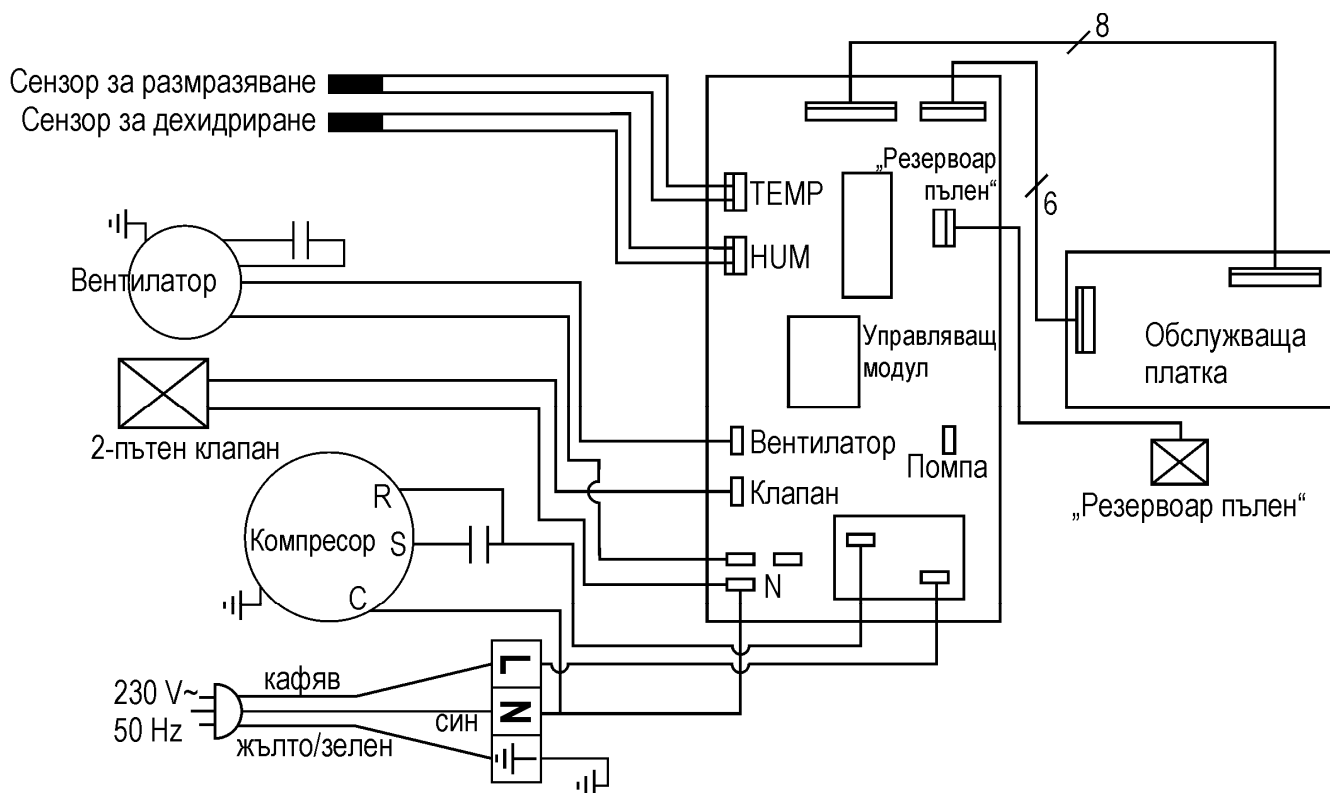 8
Сензор за размразяване
Сензор за дехидриране
„Резервоар
пълен“
TEMP
6
HUM
Вентилатор
Управляващ
модул
Обслужваща
платка
2-пътен клапан
Вентилатор
Помпа
Клапан
„Резервоар пълен“
R
Компресор
S
C
N
L
кафяв
230 V~
50 Hz
син
N
жълто/зелен